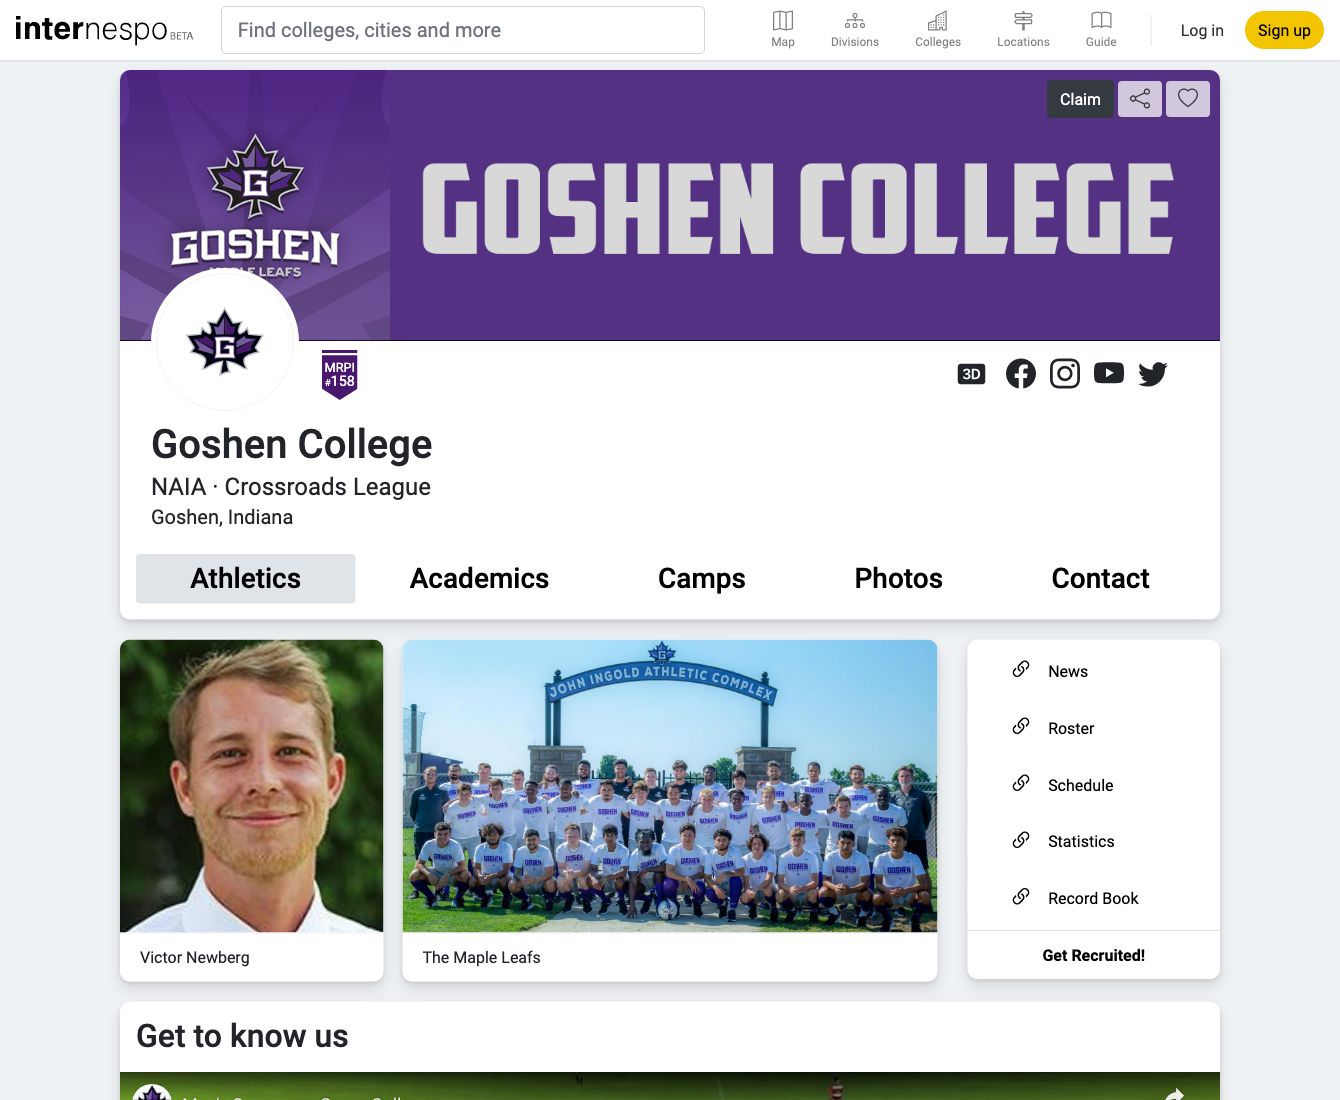 internespo BETA
Find colleges, cities and more
Map
Divisions
Colleges
Locations
Guide
Log in
Sign up
Claim
G
GOSHEN
MAPLE LEAFS
GOSHEN COLLEGE
G
MRPI
#158
3D
Goshen College
NAIA · Crossroads League
Goshen, Indiana
Athletics
Academics
Camps
Photos
Contact
JOHN INGOLD ATHLETIC COMPLEX
GOSHEN
Victor Newberg
The Maple Leafs
News
Roster
Schedule
Statistics
Record Book
Get Recruited!
Get to know us